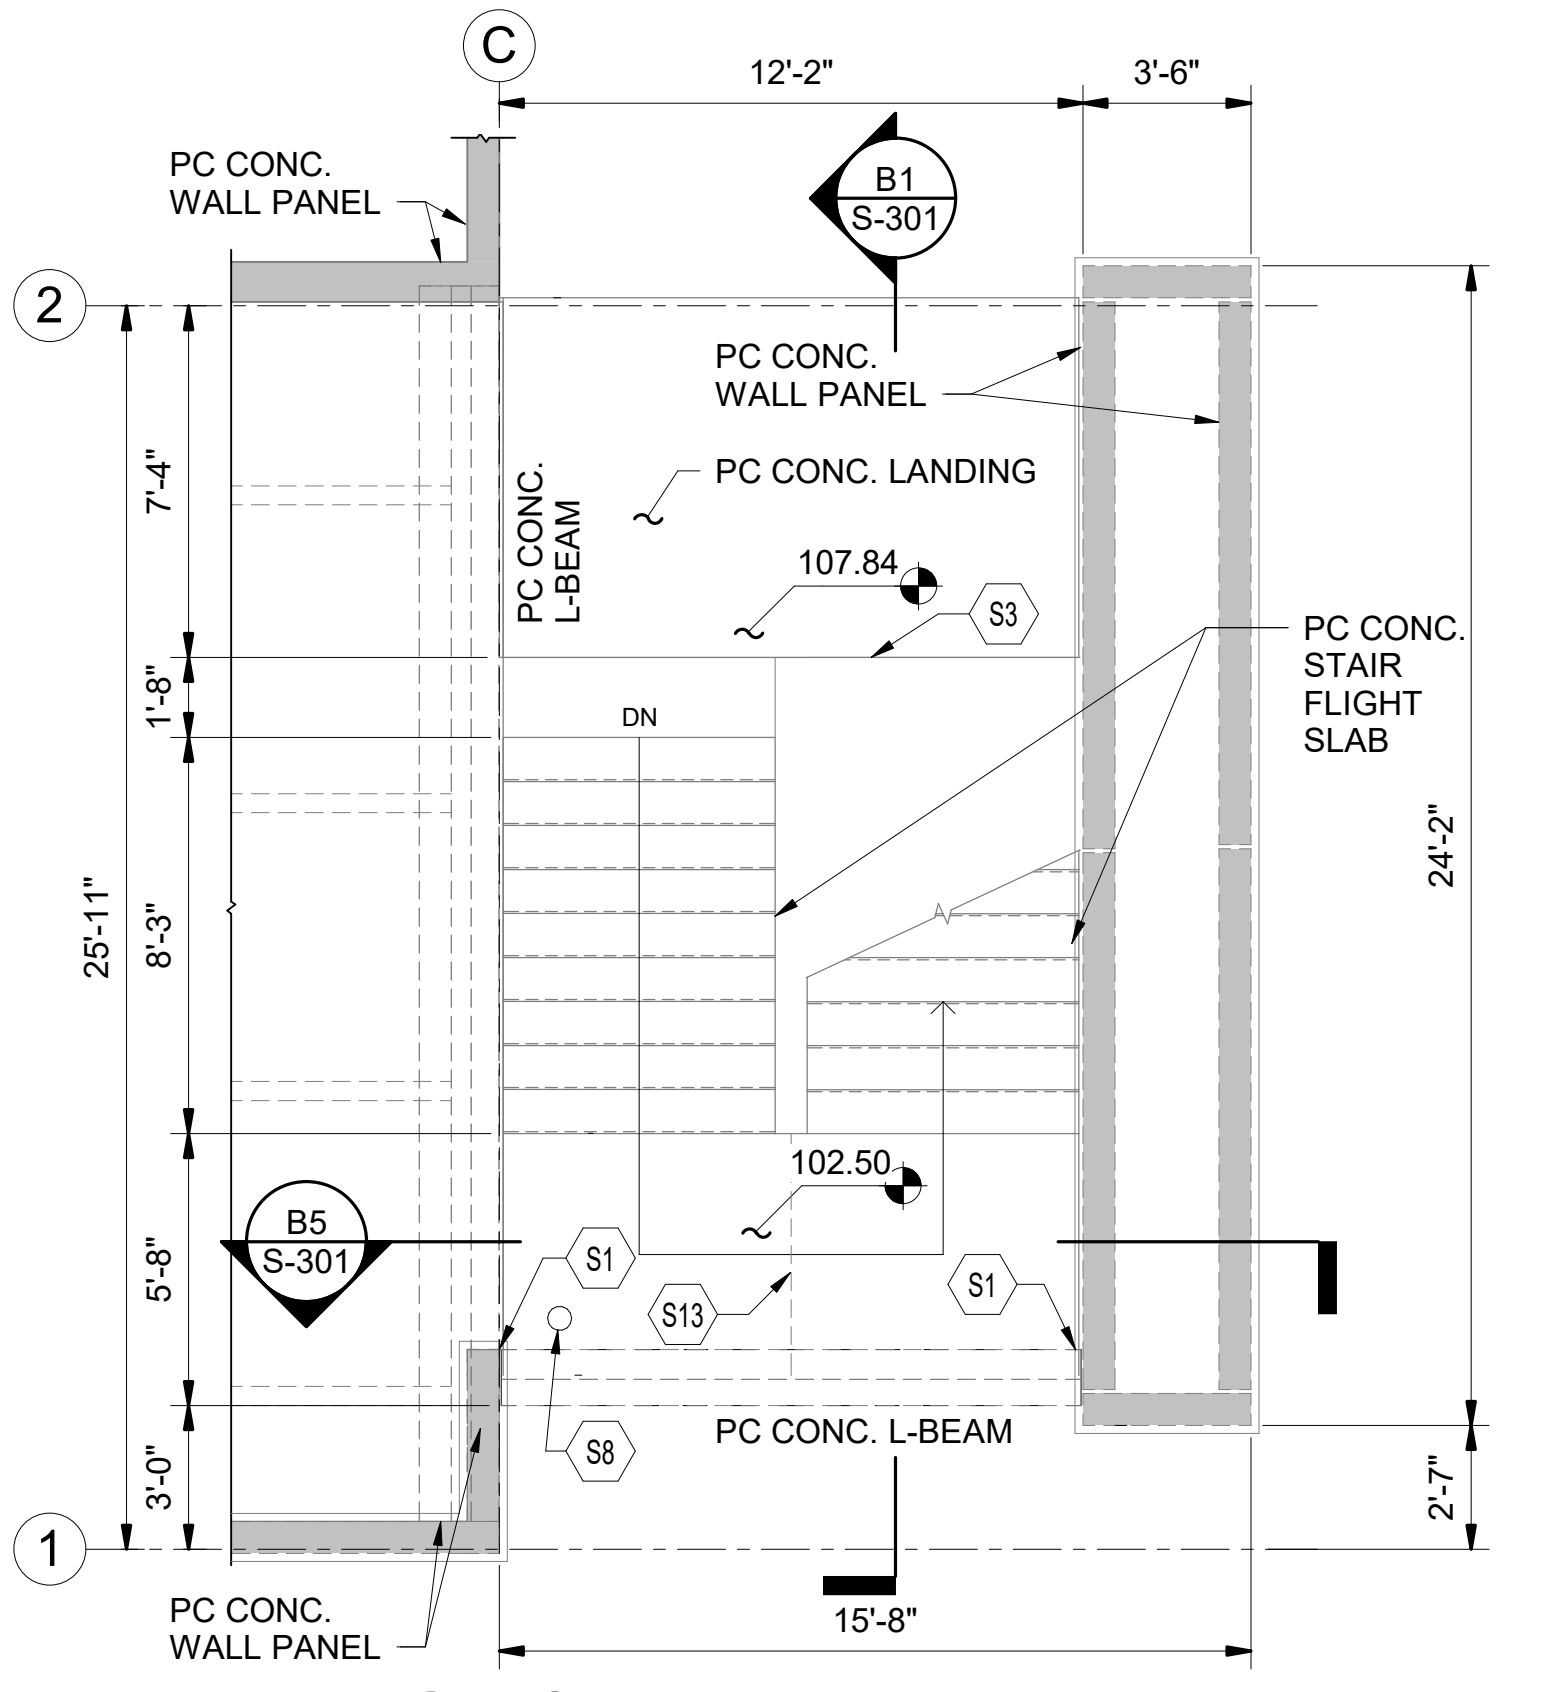 C
12'-2"
3'-6"
PC CONC.
WALL PANEL
B1
S-301
2
PC CONC.
WALL PANEL
7'-4"
PC CONC.
L-BEAM
PC CONC. LANDING
107.84
S3
PC CONC.
STAIR
FLIGHT
SLAB
1'-8"
DN
25'-11"
8'-3"
24'-2"
102.50
B5
S-301
5'-8"
S1
S13
S1
S8
PC CONC. L-BEAM
3'-0"
2'-7"
1
PC CONC.
WALL PANEL
15'-8"